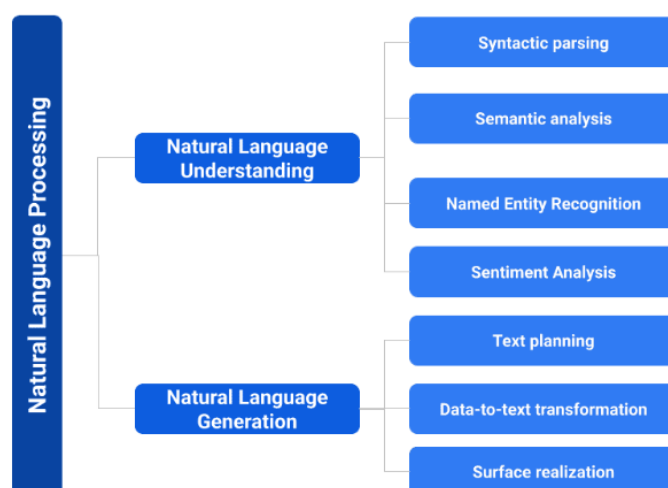 Natural Language Processing
Natural Language
Understanding
Syntactic parsing
Semantic analysis
Named Entity Recognition
Sentiment Analysis
Natural Language
Generation
Text planning
Data-to-text transformation
Surface realization